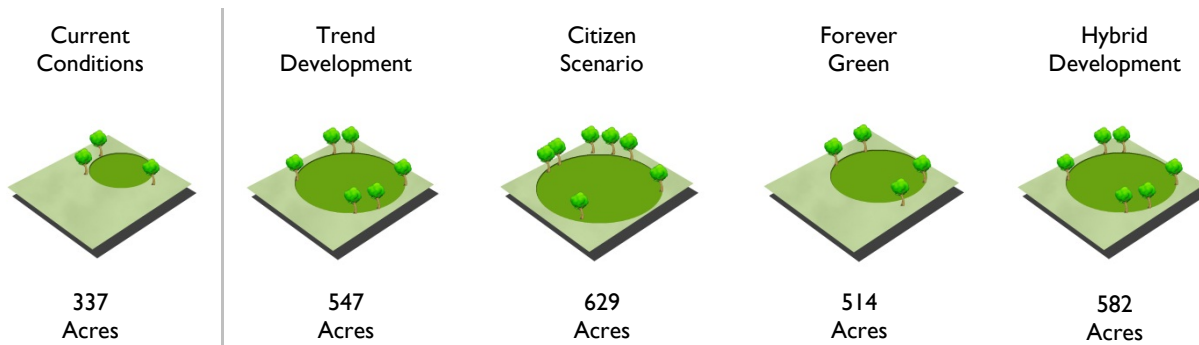 Current
Conditions
Trend
Development
Citizen
Scenario
Forever
Green
Hybrid
Development
337
Acres
547
Acres
629
Acres
514
Acres
582
Acres